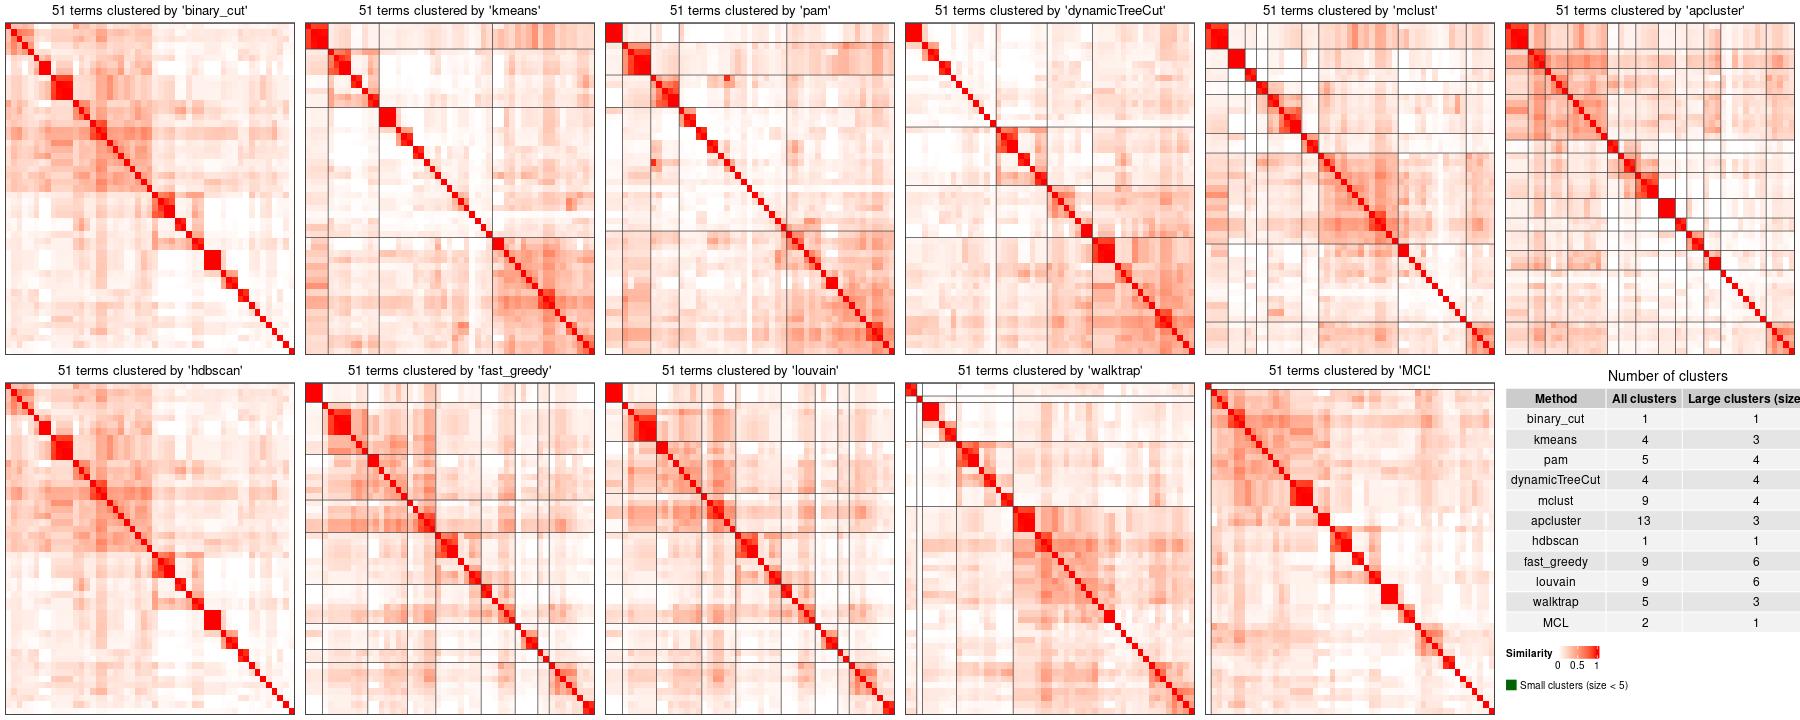 51 terms clustered by 'binary_cut'
51 terms clustered by 'kmeans'
51 terms clustered by 'pam'
51 terms clustered by 'dynamicTreeCut'
51 terms clustered by 'mclust'
51 terms clustered by 'apcluster'
51 terms clustered by 'hdbscan'
51 terms clustered by 'fast_greedy'
51 terms clustered by 'louvain'
51 terms clustered by 'walktrap'
51 terms clustered by 'MCL'
Number of clusters
Method All clusters Large clusters (size
binary_cut 1 1
kmeans 4 3
pam 5 4
dynamicTreeCut 4 4
mclust 9 4
apcluster 13 3
hdbscan 1 1
fast_greedy 9 6
louvain 9 6
walktrap 5 3
MCL 2 1
Similarity
0 0.5 1
Small clusters (size < 5)